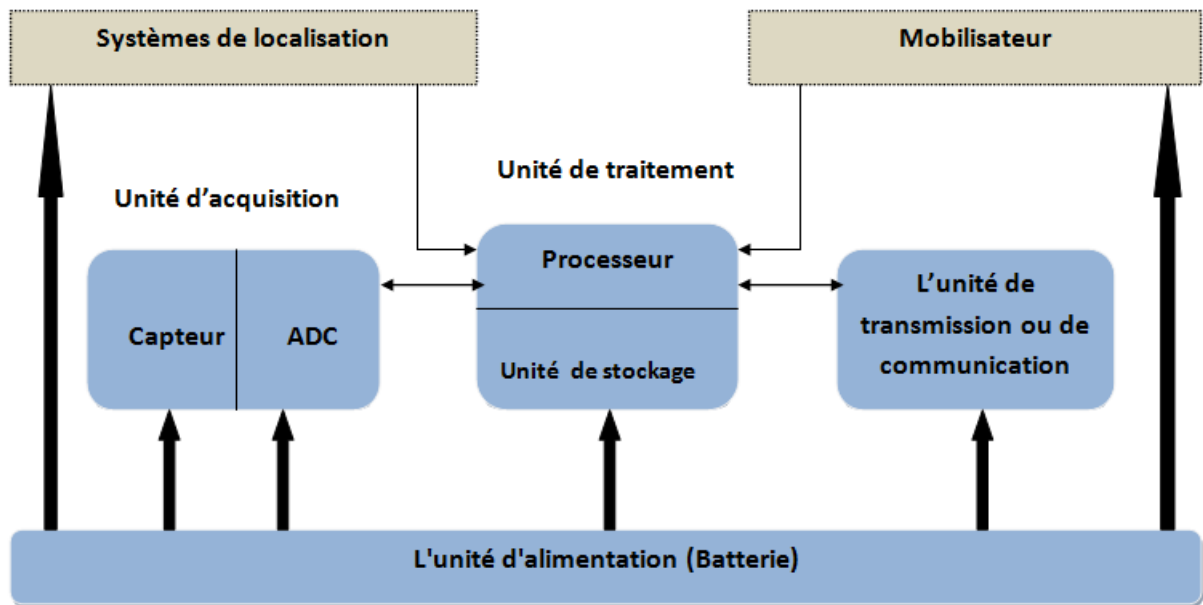 Systèmes de localisation
Mobilisateur
Unité de traitement
Unité d’acquisition
Processeur
Capteur
ADC
Unité de stockage
L’unité de
transmission ou de
communication
L'unité d'alimentation (Batterie)